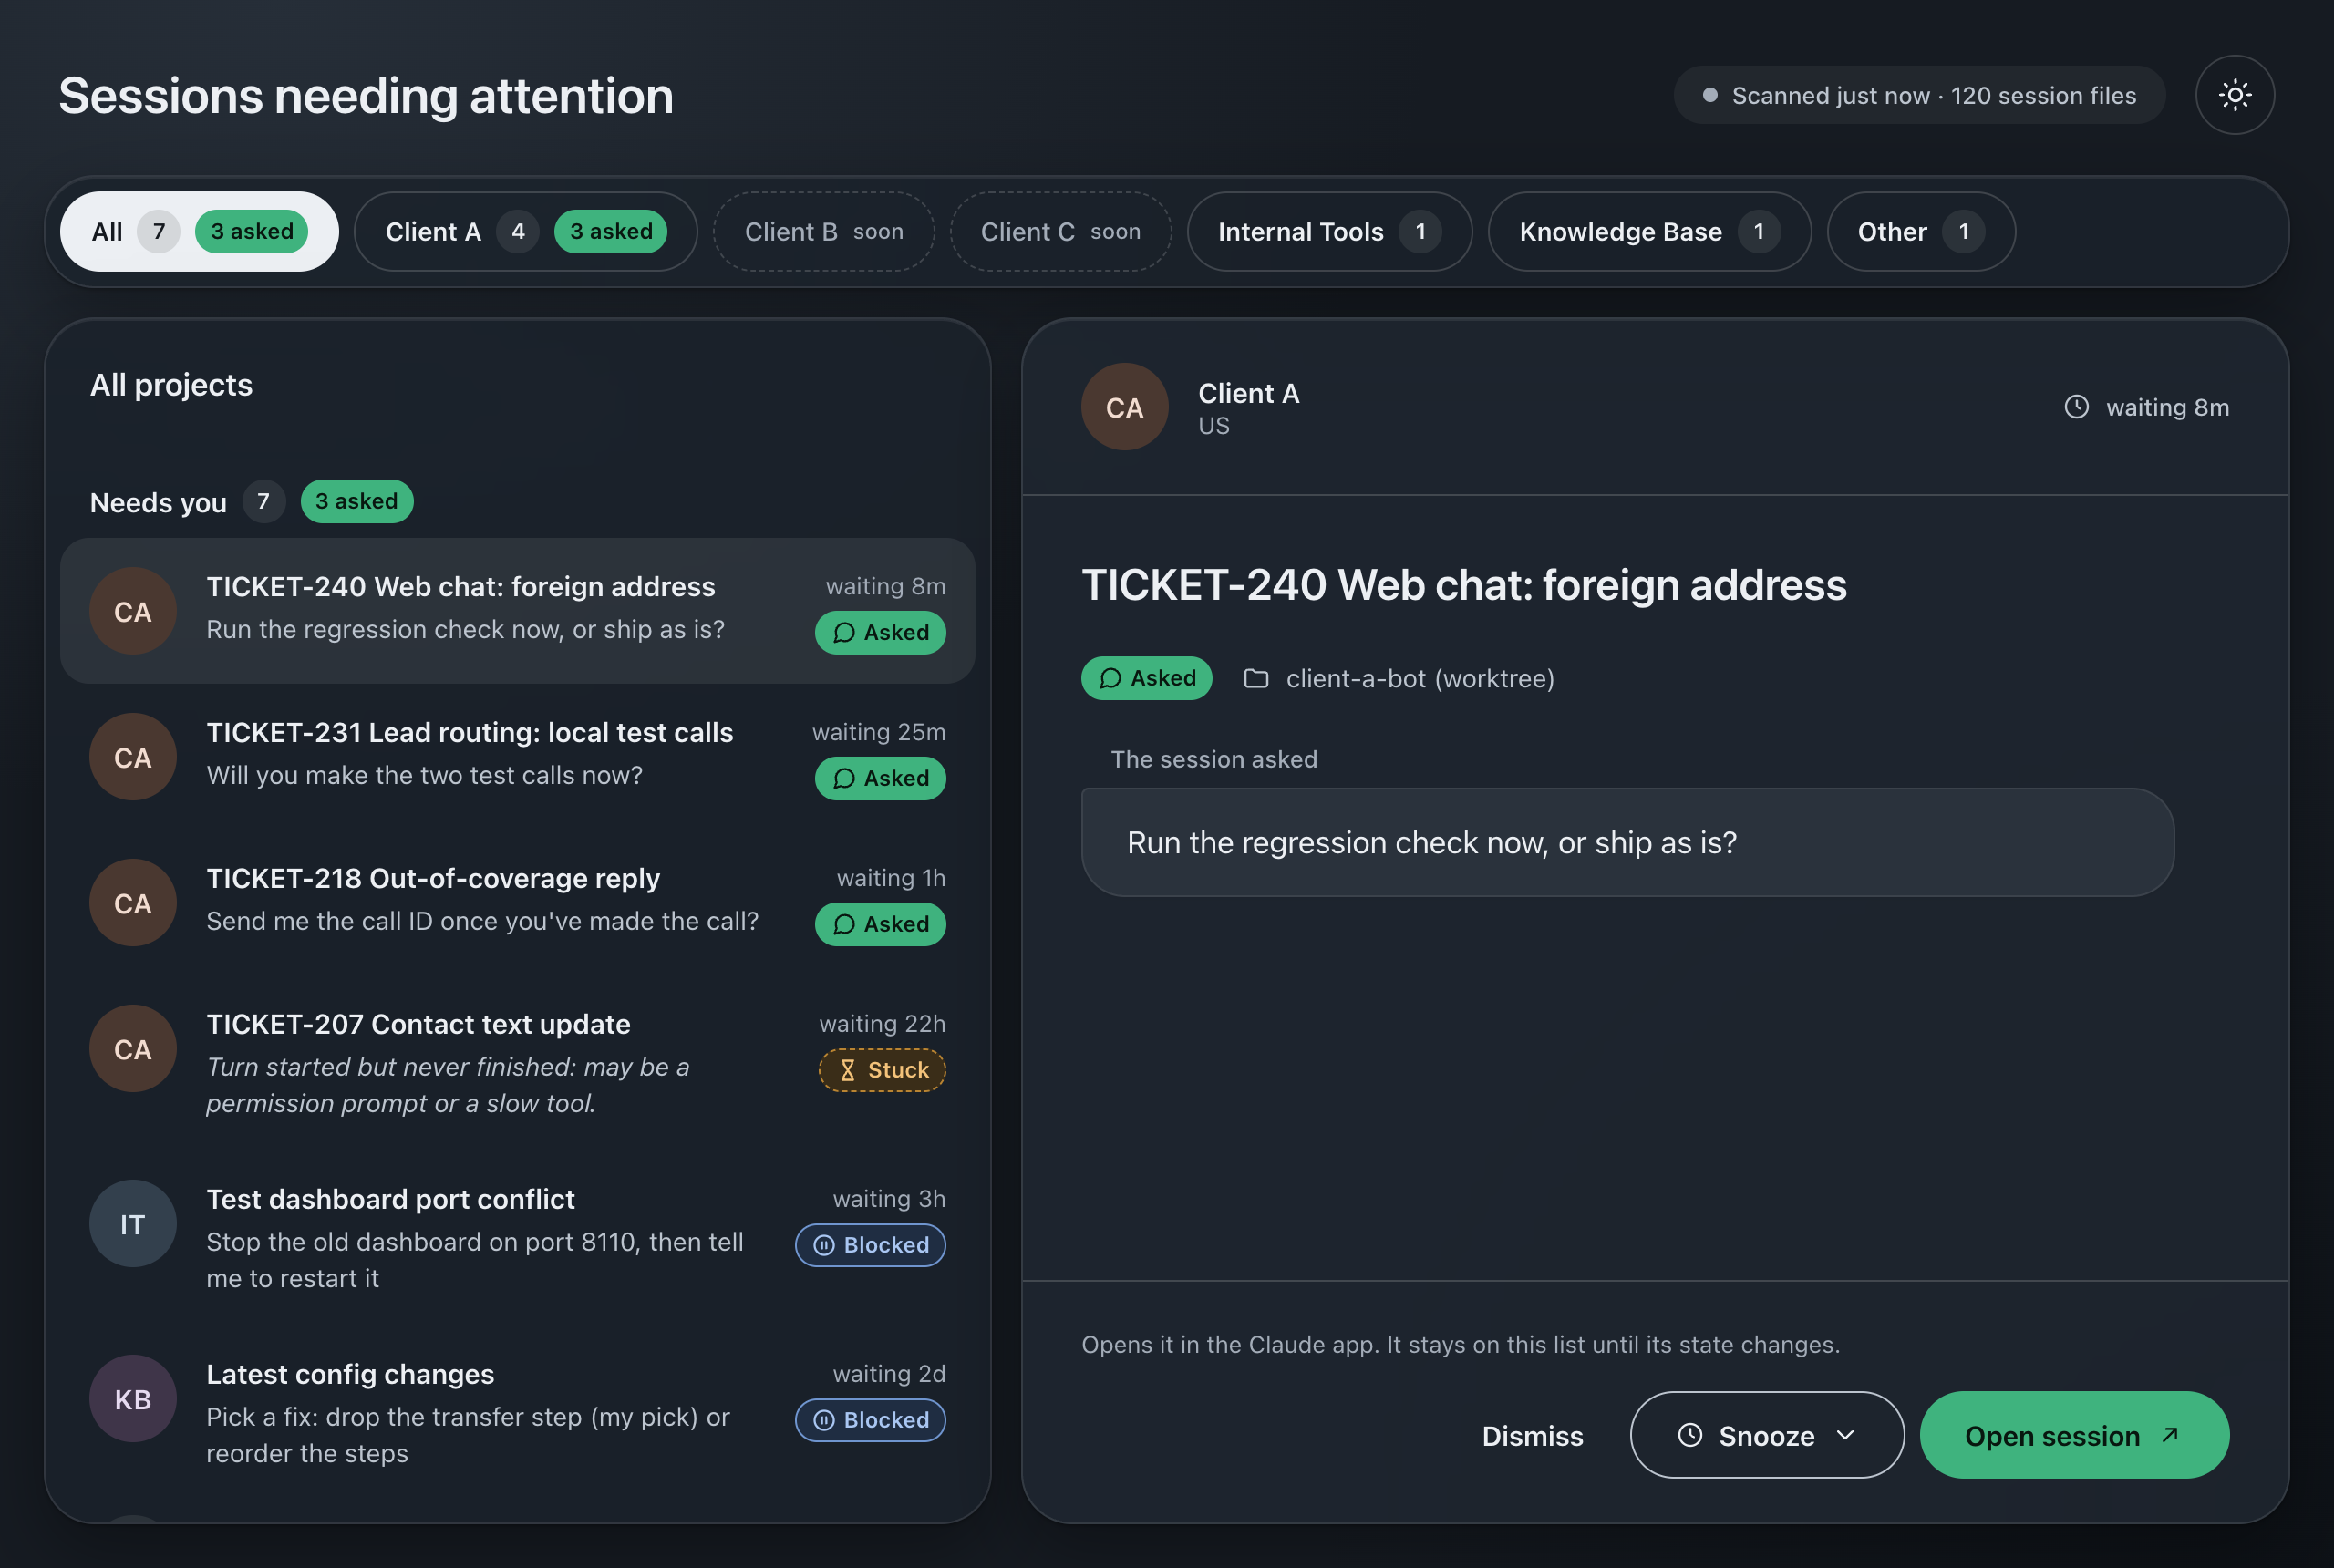 Sessions needing attention
Scanned just now · 120 session files
All 7 3 asked
Client A 4 3 asked
Client B soon
Client C soon
Internal Tools 1
Knowledge Base 1
Other 1
All projects
Needs you 7 3 asked
CA
TICKET-240 Web chat: foreign address
Run the regression check now, or ship as is?
waiting 8m
Asked
CA
TICKET-231 Lead routing: local test calls
Will you make the two test calls now?
waiting 25m
Asked
CA
TICKET-218 Out-of-coverage reply
Send me the call ID once you've made the call?
waiting 1h
Asked
CA
TICKET-207 Contact text update
Turn started but never finished: may be a
permission prompt or a slow tool.
waiting 22h
Stuck
IT
Test dashboard port conflict
Stop the old dashboard on port 8110, then tell
me to restart it
waiting 3h
Blocked
KB
Latest config changes
Pick a fix: drop the transfer step (my pick) or
reorder the steps
waiting 2d
Blocked
CA
Client A
US
waiting 8m
TICKET-240 Web chat: foreign address
Asked
client-a-bot (worktree)
The session asked
Run the regression check now, or ship as is?
Opens it in the Claude app. It stays on this list until its state changes.
Dismiss
Snooze
Open session